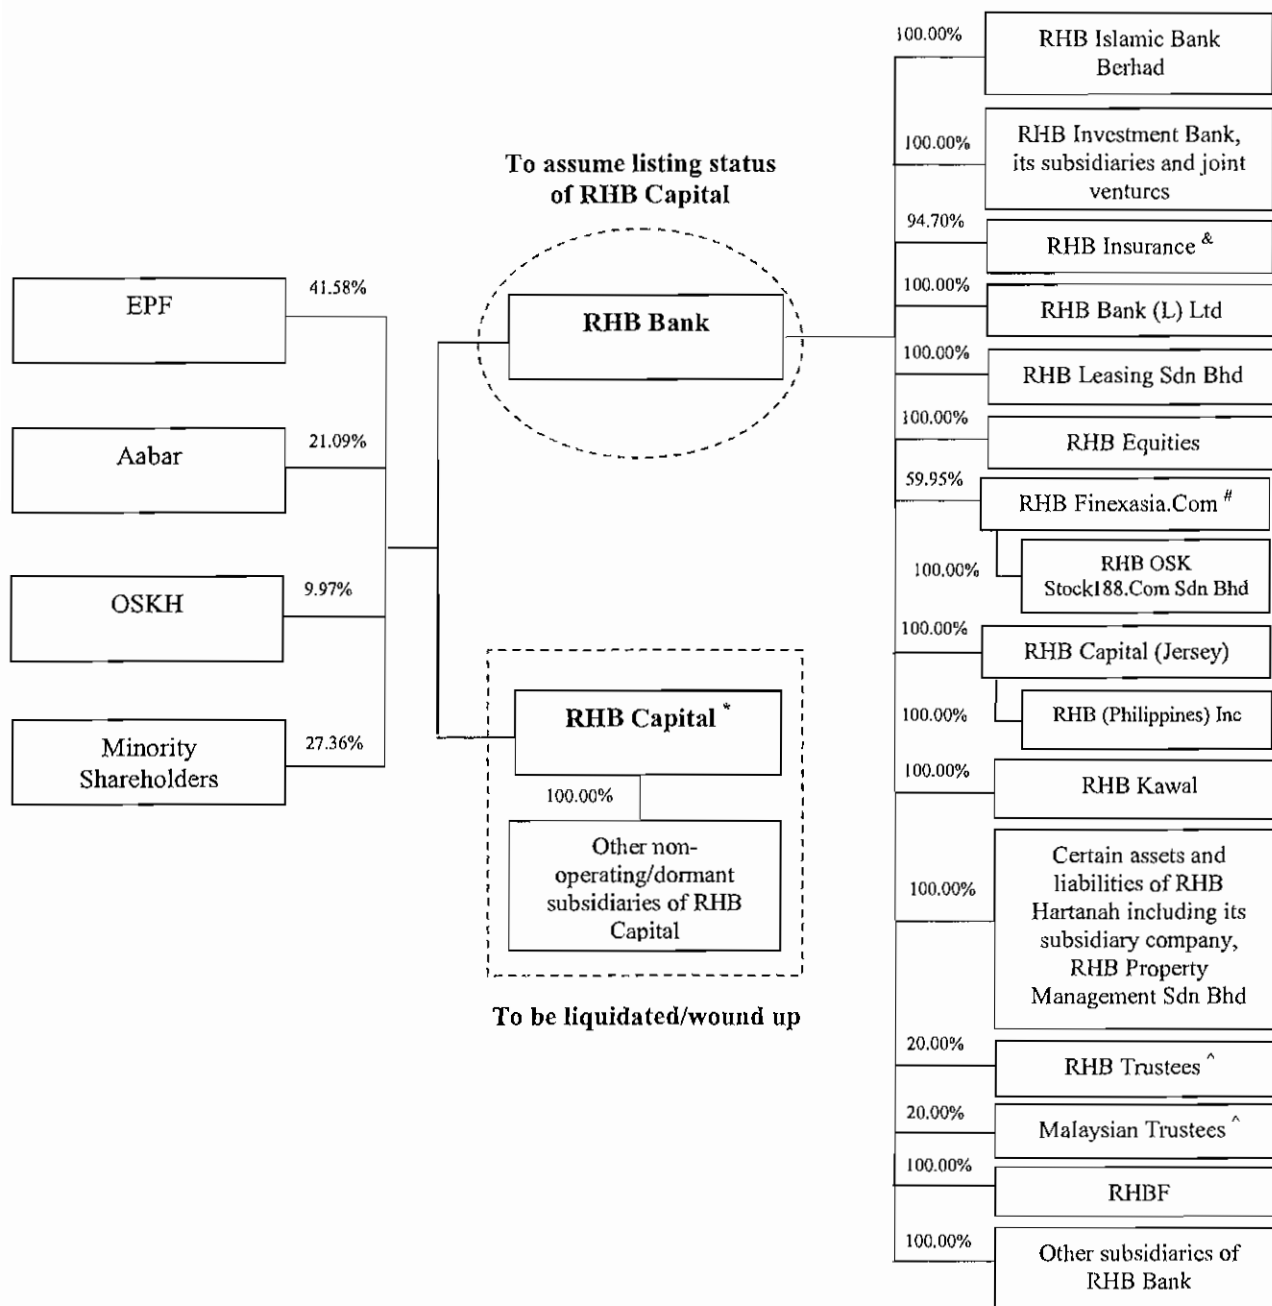 EPF
41.58%
Aabar
21.09%
OSKH
9.97%
Minority
Shareholders
27.36%
To assume listing status
of RHB Capital
RHB Bank
RHB Capital *
100.00%
Other non-
operating/dormant
subsidiaries of RHB
Capital
To be liquidated/wound up
100.00%
RHB Islamic Bank
Berhad
100.00%
RHB Investment Bank,
its subsidiaries and joint
ventures
94.70%
RHB Insurance &
100.00%
RHB Bank (L) Ltd
100.00%
RHB Leasing Sdn Bhd
100.00%
RHB Equities
59.95%
RHB Finexasia.Com #
100.00%
RHB OSK
Stock188.Com Sdn Bhd
100.00%
RHB Capital (Jersey)
100.00%
RHB (Philippines) Inc
100.00%
RHB Kawal
100.00%
Certain assets and
liabilities of RHB
Hartanah including its
subsidiary company,
RHB Property
Management Sdn Bhd
20.00%
RHB Trustees ^
20.00%
Malaysian Trustees ^
100.00%
RHBF
100.00%
Other subsidiaries of
RHB Bank